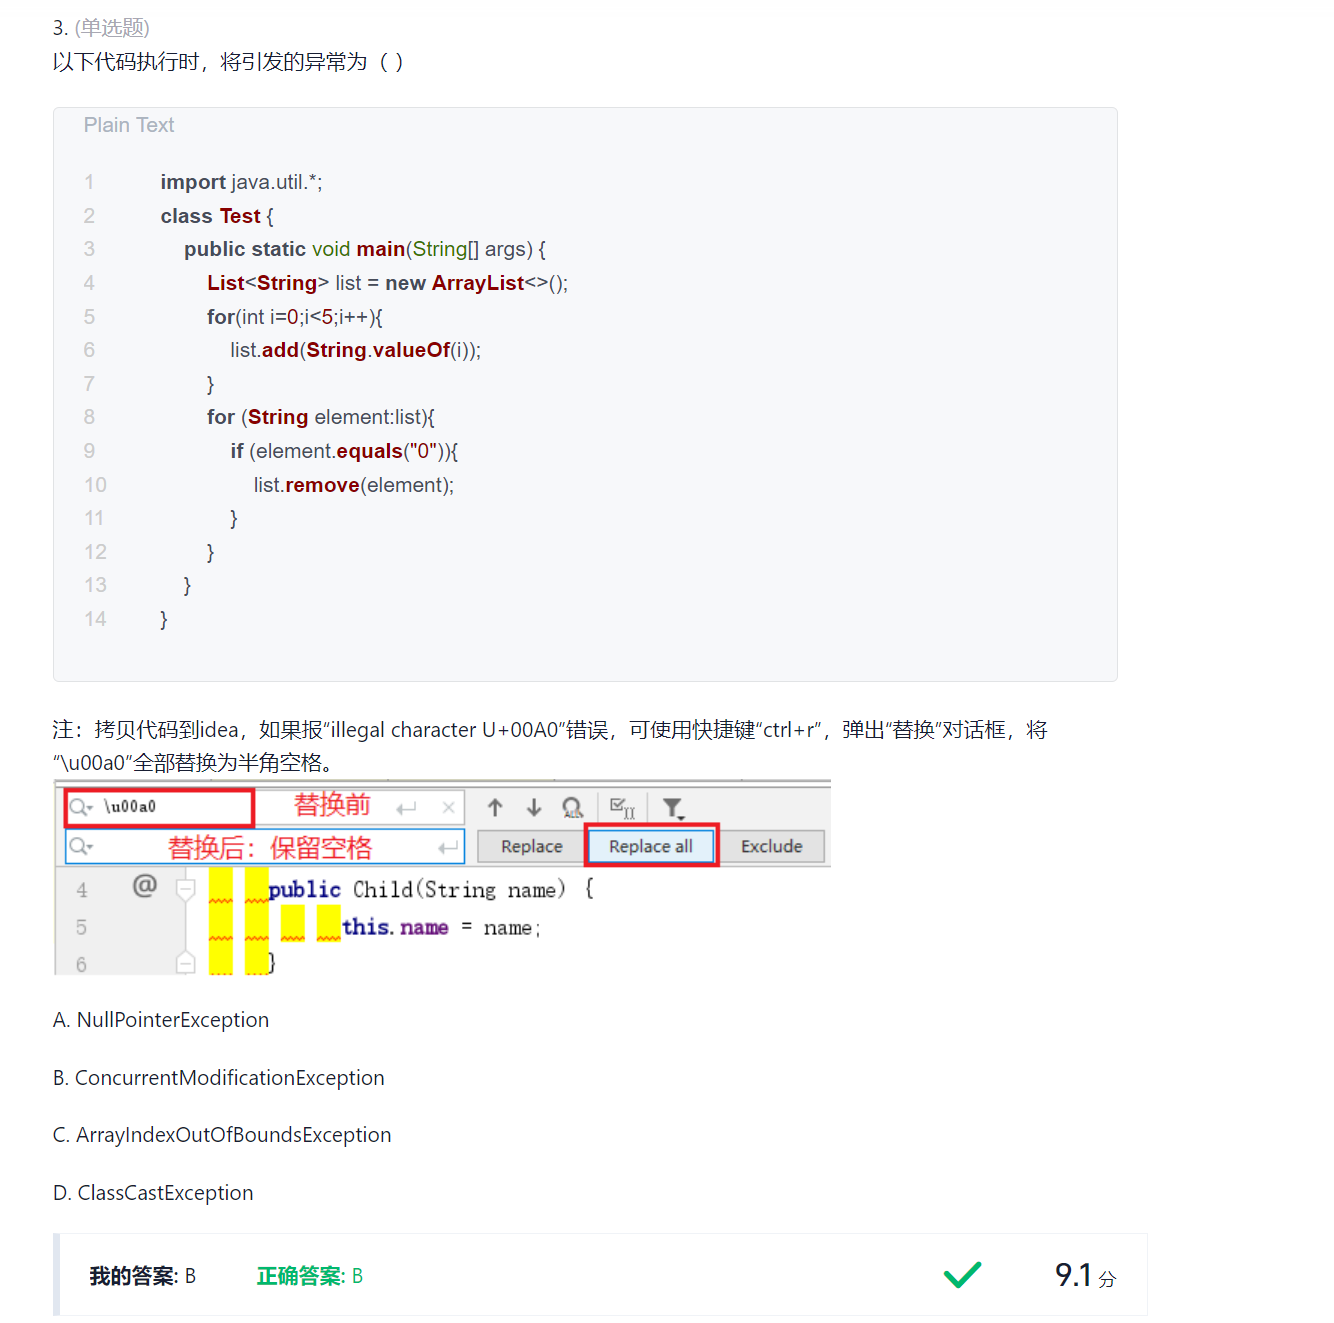 3. (单选题)
以下代码执行时，将引发的异常为（ ）
Plain Text
1 import java.util.*;
2 class Test {
3 public static void main(String[] args) {
4 List<String> list = new ArrayList<>();
5 for(int i=0;i<5;i++){
6 list.add(String.valueOf(i));
7 }
8 for (String element:list){
9 if (element.equals("0")){
10 list.remove(element);
11 }
12 }
13 }
14 }
注：拷贝代码到idea，如果报“illegal character U+00A0”错误，可使用快捷键“ctrl+r”，弹出“替换”对话框，将
“\u00a0”全部替换为半角空格。
\u00a0 替换前
替换后：保留空格 Replace Replace all Exclude
4 @ public Child(String name) {
5 this.name = name;
6 }
A. NullPointerException
B. ConcurrentModificationException
C. ArrayIndexOutOfBoundsException
D. ClassCastException
我的答案: B 正确答案: B 9.1 分